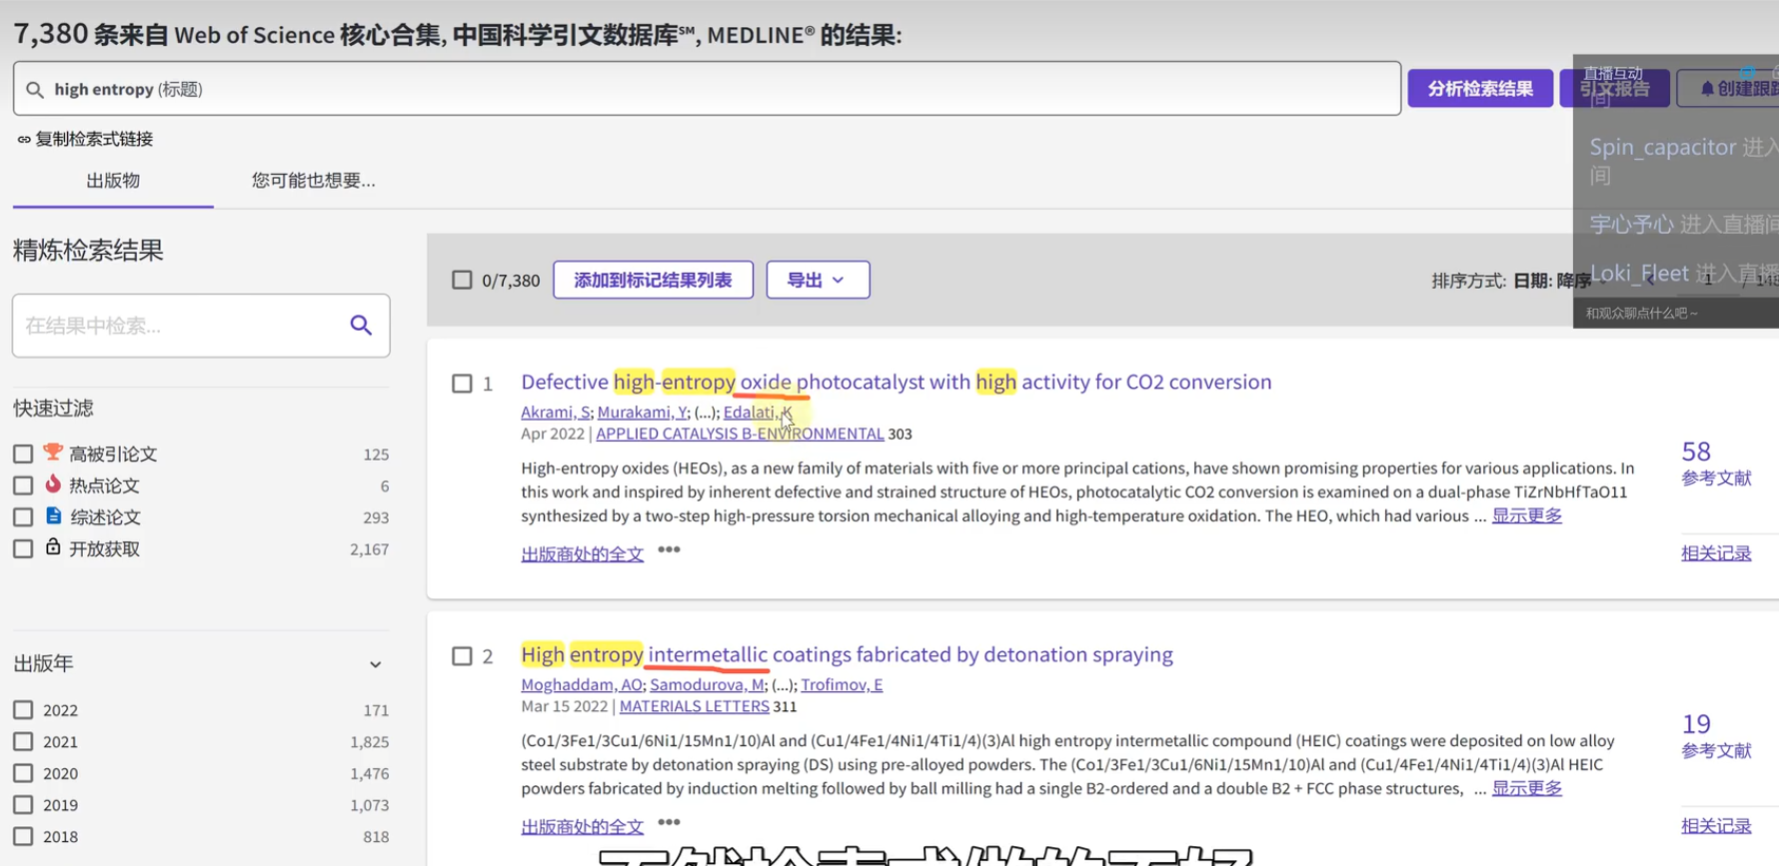 7,380 条来自 Web of Science 核心合集, 中国科学引文数据库℠, MEDLINE® 的结果:
high entropy (标题)
分析检索结果
引文报告
创建跟踪
直播互动
间
复制检索式链接
Spin_capacitor 进入
间
出版物
您可能也想要...
宇心予心 进入直播间
精炼检索结果
0/7,380
添加到标记结果列表
导出
排序方式: 日期: 降序
Loki_Fleet 进入直播
1 /
和观众聊点什么吧~
在结果中检索...
快速过滤
高被引论文 125
热点论文 6
综述论文 293
开放获取 2,167
出版年
2022 171
2021 1,825
2020 1,476
2019 1,073
2018 818
1 Defective high-entropy oxide photocatalyst with high activity for CO2 conversion
Akrami, S; Murakami, Y; (...); Edalati, K
Apr 2022 | APPLIED CATALYSIS B-ENVIRONMENTAL 303
High-entropy oxides (HEOs), as a new family of materials with five or more principal cations, have shown promising properties for various applications. In
this work and inspired by inherent defective and strained structure of HEOs, photocatalytic CO2 conversion is examined on a dual-phase TiZrNbHfTaO11
synthesized by a two-step high-pressure torsion mechanical alloying and high-temperature oxidation. The HEO, which had various ... 显示更多
出版商处的全文 •••
58
参考文献
相关记录
2 High entropy intermetallic coatings fabricated by detonation spraying
Moghaddam, AO; Samodurova, M; (...); Trofimov, E
Mar 15 2022 | MATERIALS LETTERS 311
(Co1/3Fe1/3Cu1/6Ni1/15Mn1/10)Al and (Cu1/4Fe1/4Ni1/4Ti1/4)(3)Al high entropy intermetallic compound (HEIC) coatings were deposited on low alloy
steel substrate by detonation spraying (DS) using pre-alloyed powders. The (Co1/3Fe1/3Cu1/6Ni1/15Mn1/10)Al and (Cu1/4Fe1/4Ni1/4Ti1/4)(3)Al HEIC
powders fabricated by induction melting followed by ball milling had a single B2-ordered and a double B2 + FCC phase structures, ... 显示更多
出版商处的全文 •••
19
参考文献
相关记录